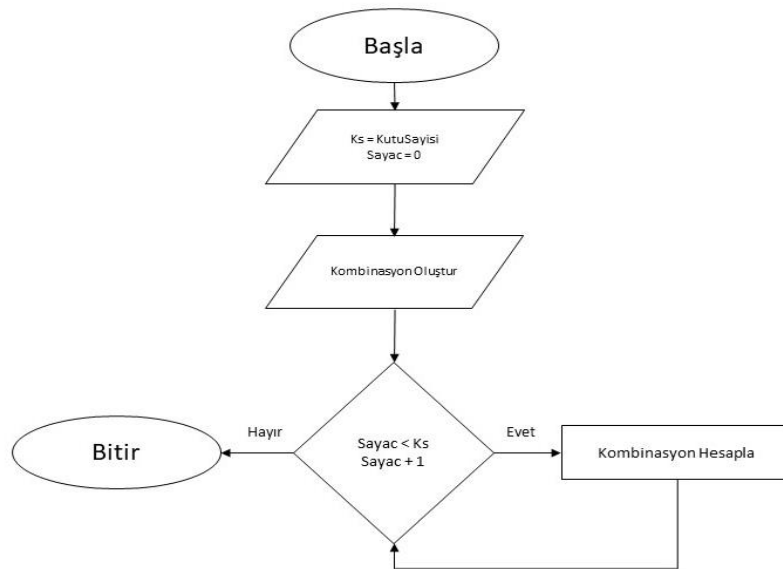 Başla
Ks = KutuSayisi
Sayac = 0
Kombinasyon Oluştur
Sayac < Ks
Sayac + 1
Hayır
Evet
Bitir
Kombinasyon Hesapla